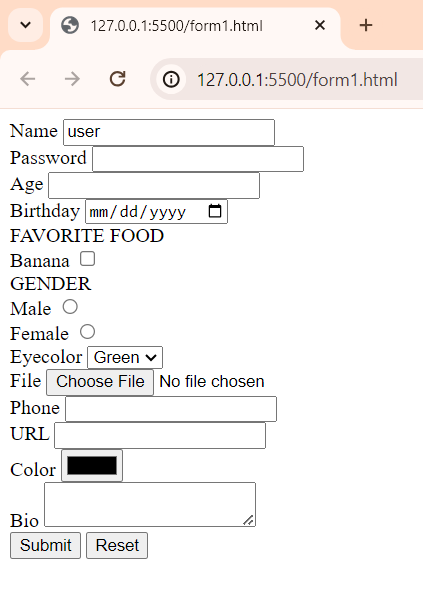 127.0.0.1:5500/form1.html
127.0.0.1:5500/form1.html
Name user
Password
Age
Birthday mm/dd/yyyy
FAVORITE FOOD
Banana
GENDER
Male
Female
Eyecolor Green
File Choose File No file chosen
Phone
URL
Color
Bio
Submit Reset